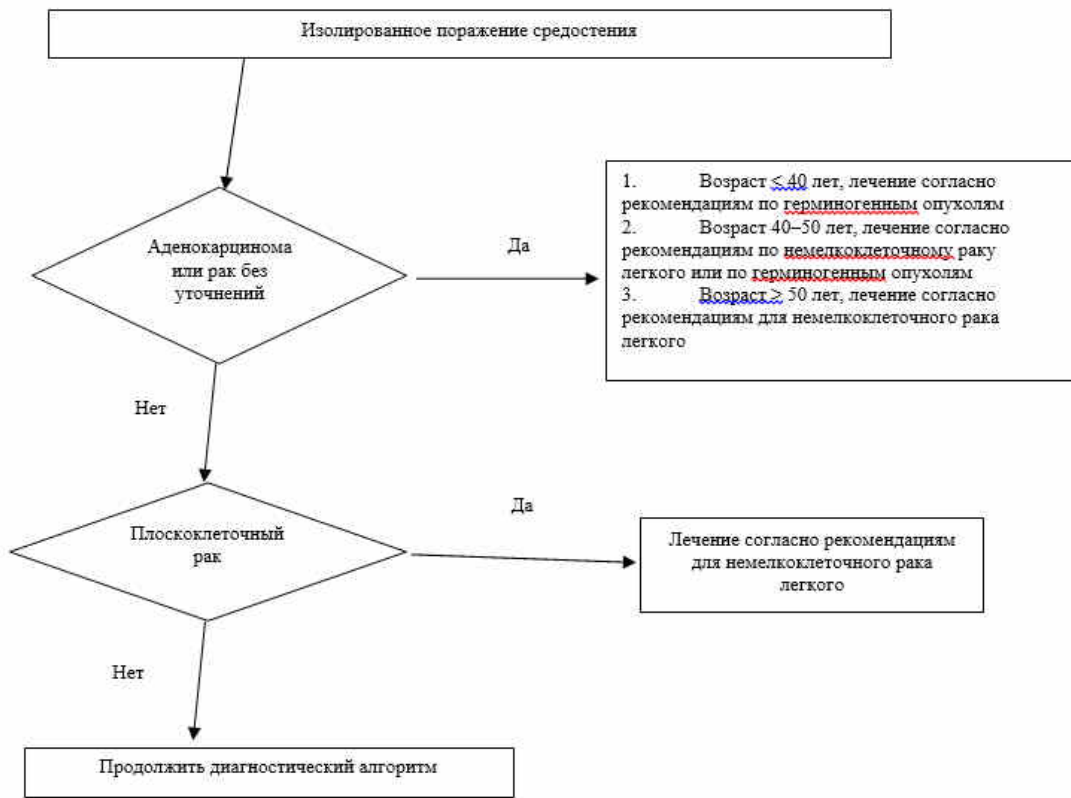 Изолированное поражение средостения
Аденокарцинома
или рак без
уточнений
Да
1. Возраст < 40 лет, лечение согласно
рекомендациям по герминогенным опухолям
2. Возраст 40–50 лет, лечение согласно
рекомендациям по немелкоклеточному раку
легкого или по герминогенным опухолям
3. Возраст ≥ 50 лет, лечение согласно
рекомендациям для немелкоклеточного рака
легкого
Нет
Плоскоклеточный
рак
Да
Лечение согласно рекомендациям
для немелкоклеточного рака
легкого
Нет
Продолжить диагностический алгоритм